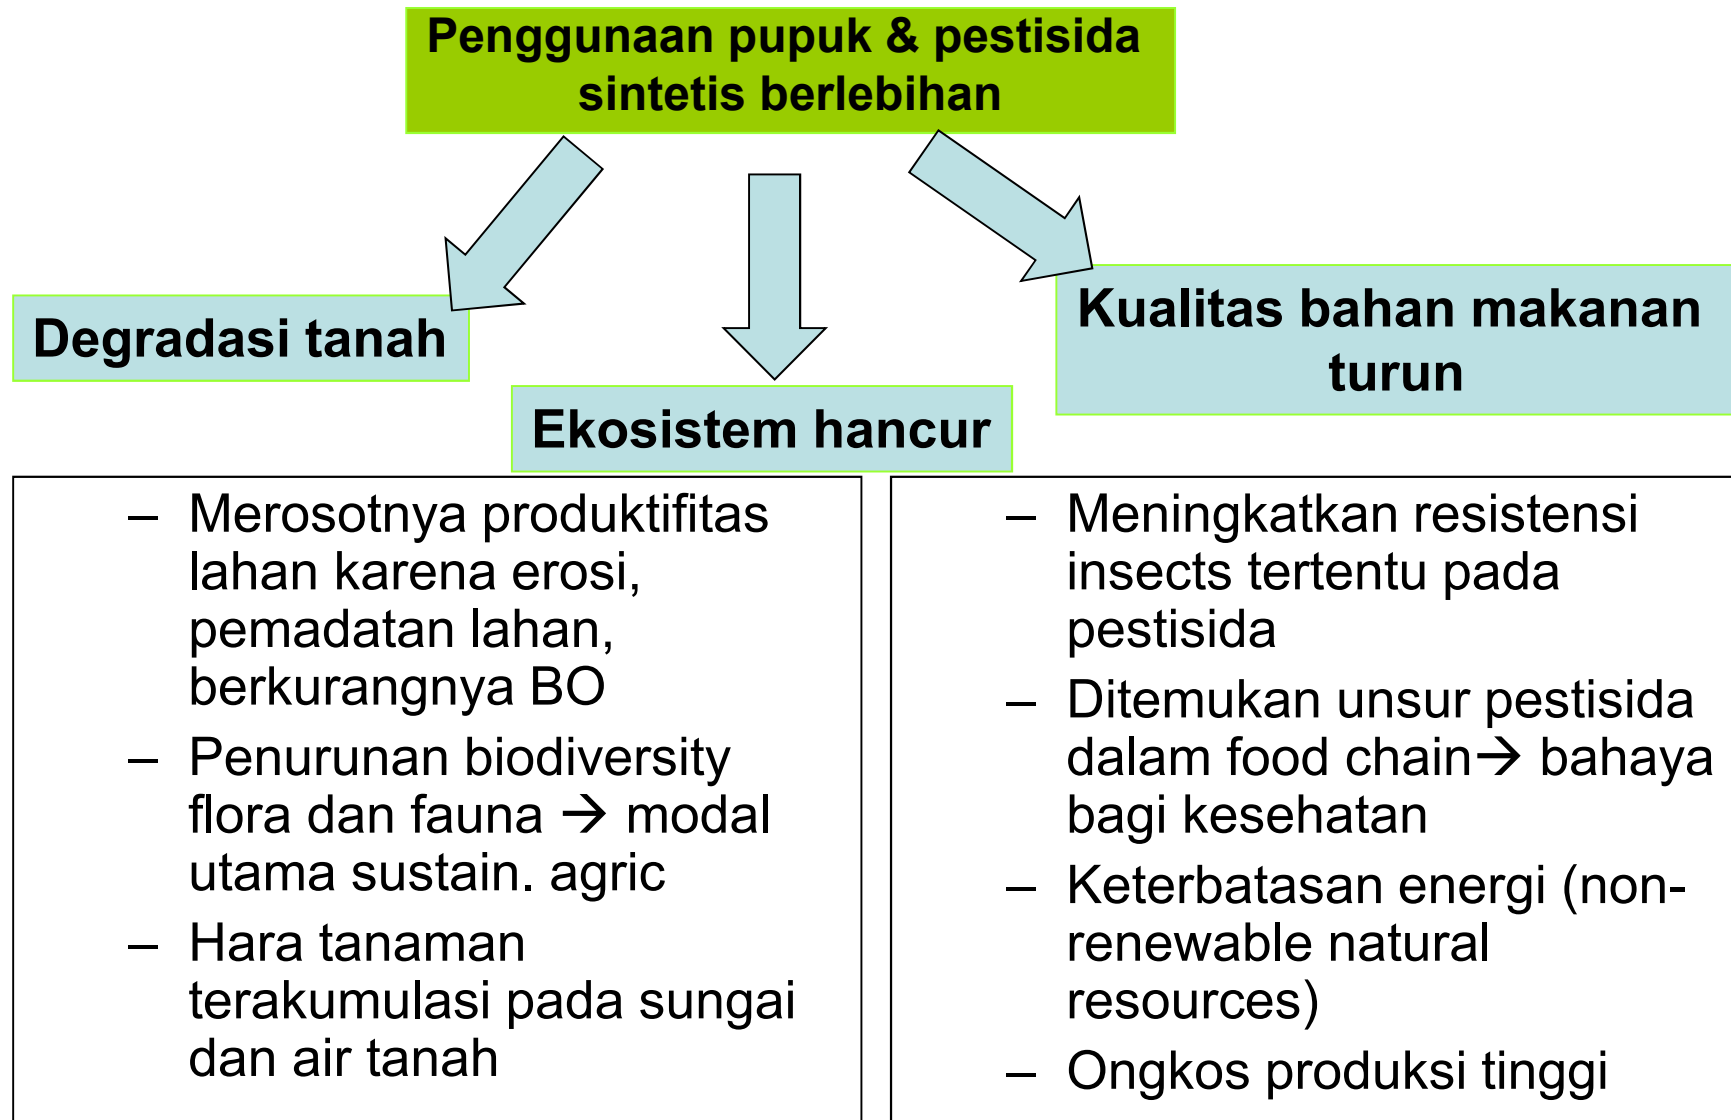 Penggunaan pupuk & pestisida
sintetis berlebihan
Degradasi tanah
Ekosistem hancur
Kualitas bahan makanan
turun
– Merosotnya produktifitas
lahan karena erosi,
pemadatan lahan,
berkurangnya BO
– Penurunan biodiversity
flora dan fauna → modal
utama sustain. agric
– Hara tanaman
terakumulasi pada sungai
dan air tanah
– Meningkatkan resistensi
insects tertentu pada
pestisida
– Ditemukan unsur pestisida
dalam food chain→ bahaya
bagi kesehatan
– Keterbatasan energi (non-
renewable natural
resources)
– Ongkos produksi tinggi